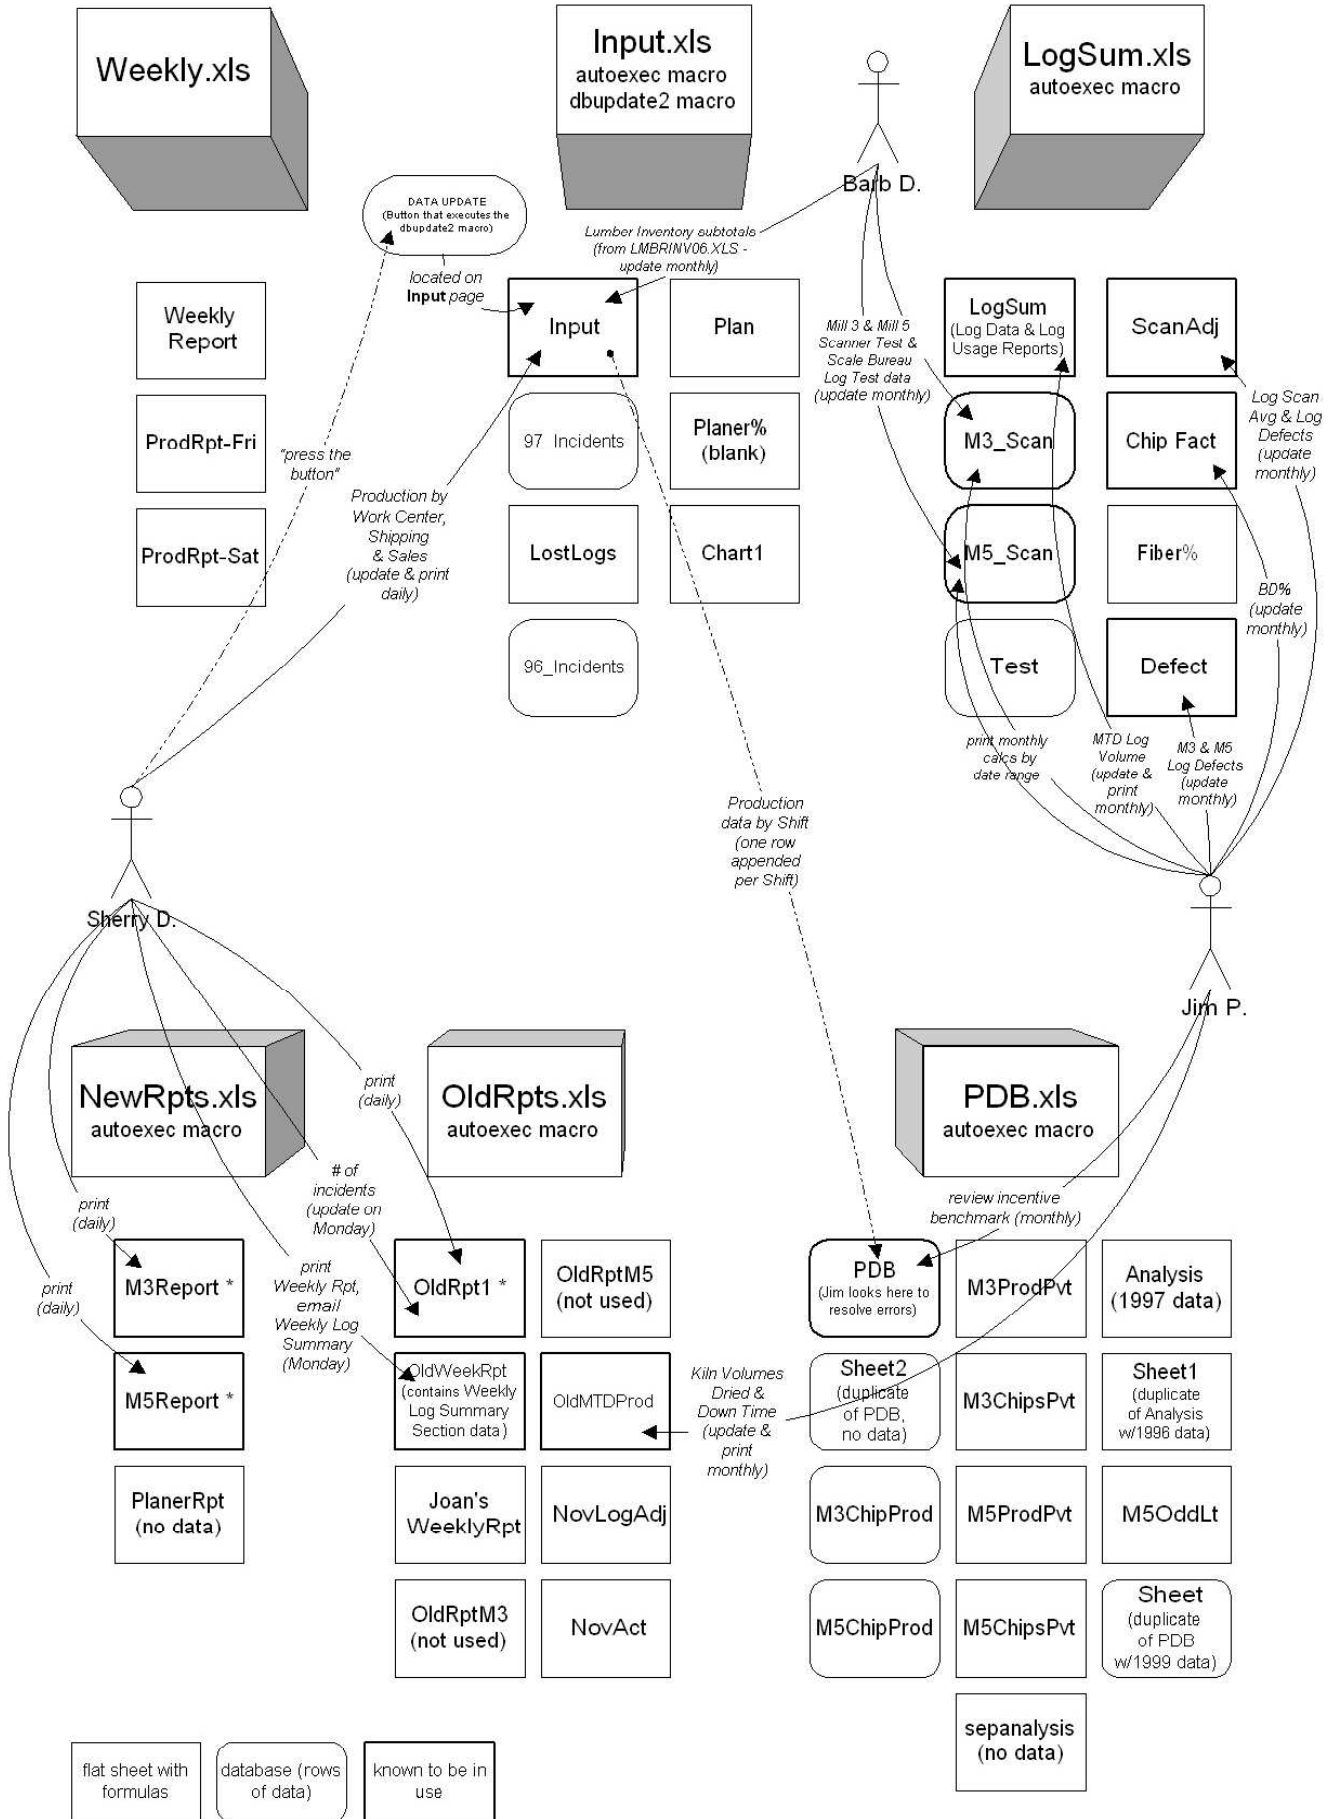 Weekly.xls
Input.xls
autoexec macro
dbupdate2 macro
LogSum.xls
autoexec macro
Barb D.
DATA UPDATE
(Button that executes the
dbupdate2 macro)
located on
Input page
Lumber Inventory subtotals
(from LMBRINV06.XLS -
update monthly)
Weekly
Report
ProdRpt-Fri
ProdRpt-Sat
"press the
button"
Production by
Work Center,
Shipping
& Sales
(update & print
daily)
Input
97 Incidents
LostLogs
96_Incidents
Plan
Planer%
(blank)
Chart1
Mill 3 & Mill 5
Scanner Test &
Scale Bureau
Log Test data
(update monthly)
LogSum
(Log Data & Log
Usage Reports)
M3_Scan
M5_Scan
Test
ScanAdj
Chip Fact
Fiber%
Defect
Log Scan
Avg & Log
Defects
(update
monthly)
BD%
(update
monthly)
print monthly
calcs by
date range
MTD Log
Volume
(update &
print
monthly)
M3 & M5
Log Defects
(update
monthly)
Production
data by Shift
(one row
appended
per Shift)
Sherry D.
Jim P.
NewRpts.xls
autoexec macro
OldRpts.xls
autoexec macro
PDB.xls
autoexec macro
print
(daily)
# of
incidents
(update on
Monday)
print
(daily)
print
(daily)
print
Weekly Rpt,
email
Weekly Log
Summary
(Monday)
review incentive
benchmark (monthly)
Kiln Volumes
Dried &
Down Time
(update &
print
monthly)
M3Report *
M5Report *
PlanerRpt
(no data)
OldRpt1 *
OldWeekRpt
(contains Weekly
Log Summary
Section data)
Joan's
WeeklyRpt
OldRptM3
(not used)
OldRptM5
(not used)
OldMTDProd
NovLogAdj
NovAct
PDB
(Jim looks here to
resolve errors)
Sheet2
(duplicate
of PDB,
no data)
M3ChipProd
M5ChipProd
M3ProdPvt
M3ChipsPvt
M5ProdPvt
M5ChipsPvt
sepanalysis
(no data)
Analysis
(1997 data)
Sheet1
(duplicate
of Analysis
w/1996 data)
M5OddLt
Sheet
(duplicate
of PDB
w/1999 data)
flat sheet with
formulas
database (rows
of data)
known to be in
use